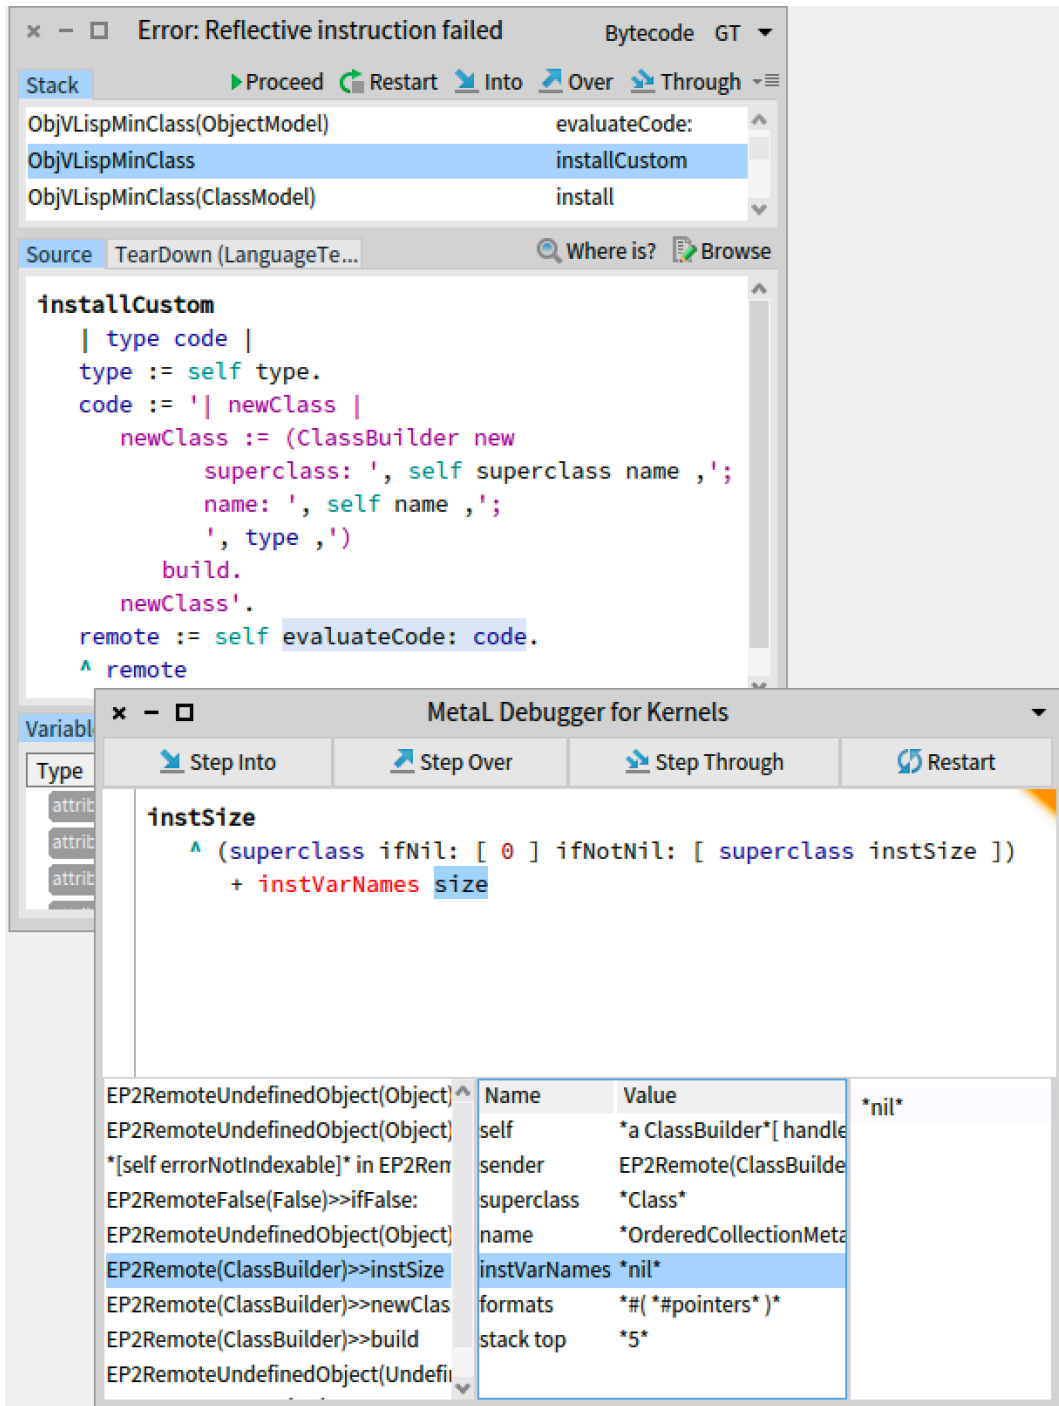 Error: Reflective instruction failed Bytecode GT
Stack Proceed Restart Into Over Through
ObjVLispMinClass(ObjectModel) evaluateCode:
ObjVLispMinClass installCustom
ObjVLispMinClass(ClassModel) install
Source TearDown (LanguageTe... Where is? Browse
installCustom
| type code |
type := self type.
code := '| newClass |
newClass := (ClassBuilder new
superclass: ', self superclass name ,';
name: ', self name ,';
', type ,')
build.
newClass'.
remote := self evaluateCode: code.
^ remote
Variabl
Type
attrib
attrib
attrib
MetaL Debugger for Kernels
Step Into Step Over Step Through Restart
instSize
^ (superclass ifNil: [ 0 ] ifNotNil: [ superclass instSize ])
+ instVarNames size
EP2RemoteUndefinedObject(Object) Name Value *nil*
EP2RemoteUndefinedObject(Object) self *a ClassBuilder*[ handle
*[self errorNotIndexable]* in EP2Rem sender EP2Remote(ClassBuilde
EP2RemoteFalse(False)>>ifFalse: superclass *Class*
EP2RemoteUndefinedObject(Object) name *OrderedCollectionMeta
EP2Remote(ClassBuilder)>>instSize instVarNames *nil*
EP2Remote(ClassBuilder)>>newClas formats *#( *#pointers* )*
EP2Remote(ClassBuilder)>>build stack top *5*
EP2RemoteUndefinedObject(Undefi